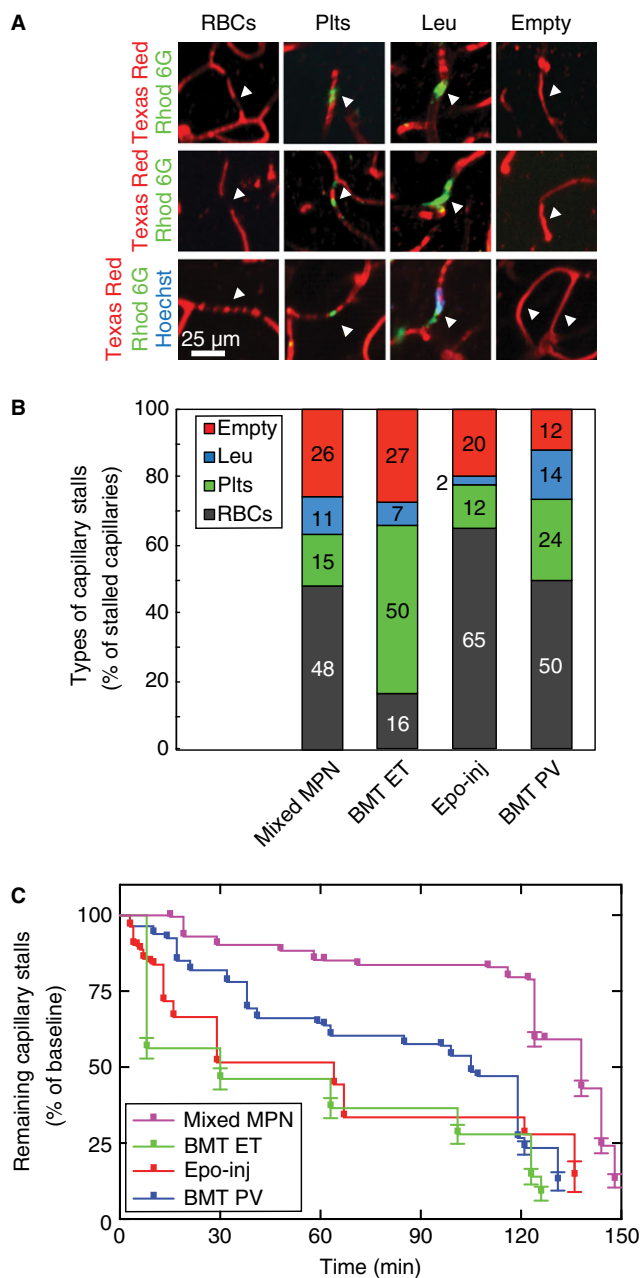 A
RBCs Plts Leu Empty
Texas Red
Rhod 6G
Texas Red
Rhod 6G
Texas Red
Rhod 6G
Hoechst
25 µm
B
Types of capillary stalls
(% of stalled capillaries)
100
80
60
40
20
0
Empty
Leu
Plts
RBCs
26 27 20 12
11 7 2 14
15 50 12 24
48 16 65 50
Mixed MPN BMT ET Epo-inj BMT PV
C
Remaining capillary stalls
(% of baseline)
100
75
50
25
0
Mixed MPN
BMT ET
Epo-inj
BMT PV
0 30 60 90 120 150
Time (min)